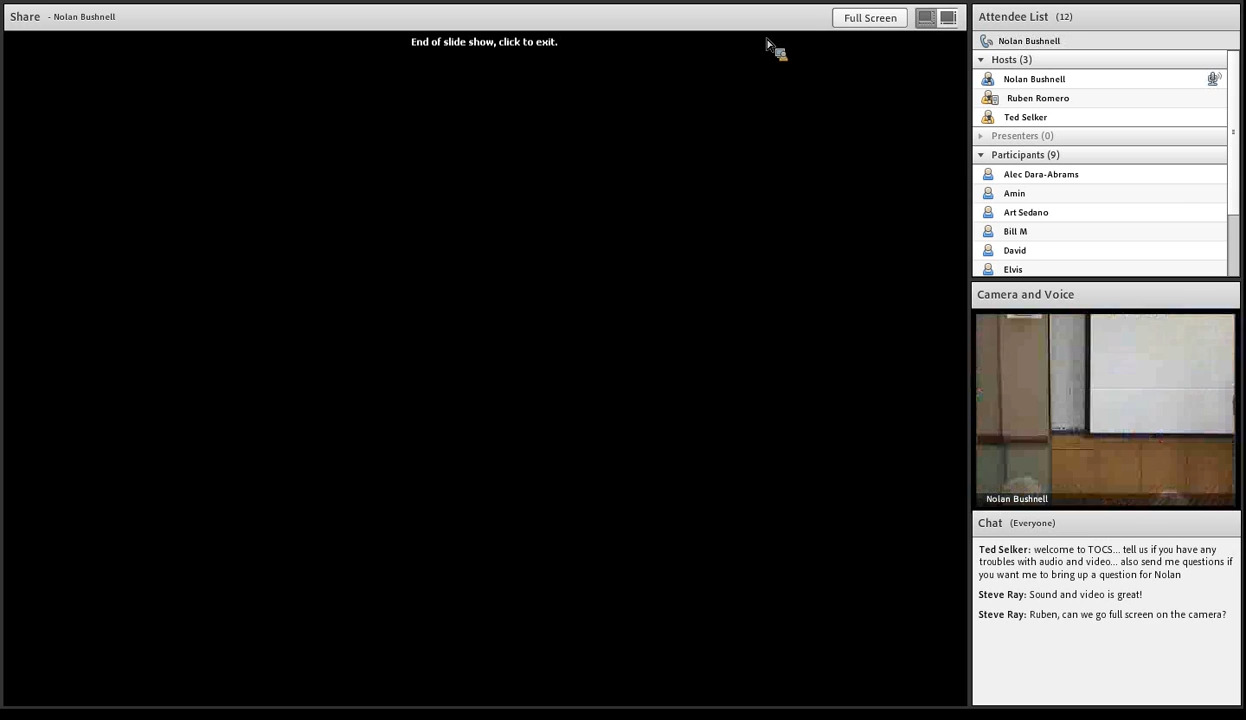 Share - Nolan Bushnell
Full Screen
End of slide show, click to exit.
Attendee List (12)
Nolan Bushnell
Hosts (3)
Nolan Bushnell
Ruben Romero
Ted Selker
Presenters (0)
Participants (9)
Alec Dara-Abrams
Amin
Art Sedano
Bill M
David
Elvis
Camera and Voice
Nolan Bushnell
Chat (Everyone)
Ted Selker: welcome to TOCS... tell us if you have any
troubles with audio and video... also send me questions if
you want me to bring up a question for Nolan
Steve Ray: Sound and video is great!
Steve Ray: Ruben, can we go full screen on the camera?